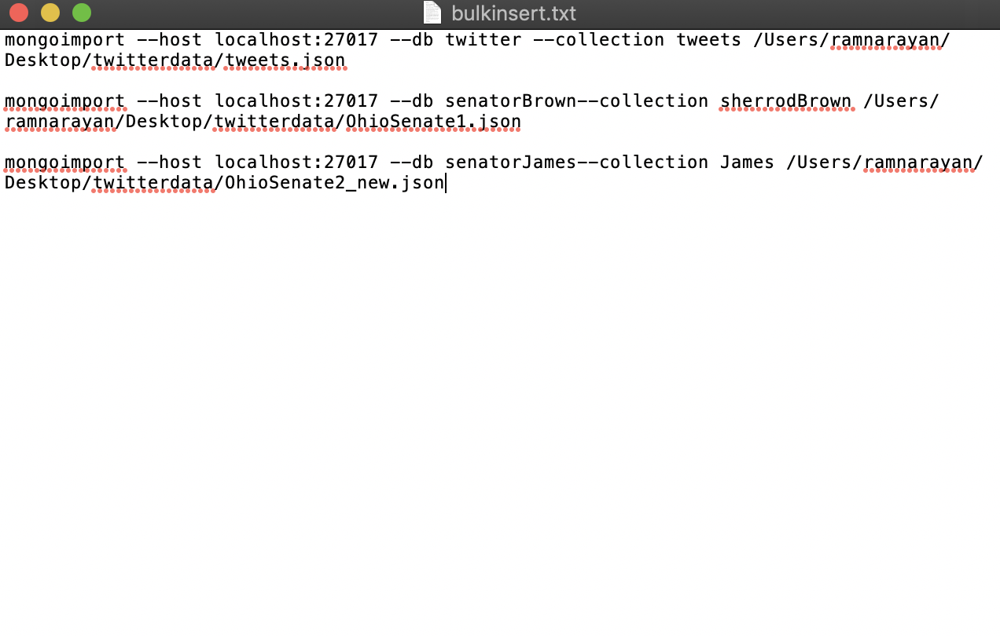 bulkinsert.txt
mongoimport --host localhost:27017 --db twitter --collection tweets /Users/ramnarayan/
Desktop/twitterdata/tweets.json
mongoimport --host localhost:27017 --db senatorBrown--collection sherrodBrown /Users/
ramnarayan/Desktop/twitterdata/OhioSenate1.json
mongoimport --host localhost:27017 --db senatorJames--collection James /Users/ramnarayan/
Desktop/twitterdata/OhioSenate2_new.json